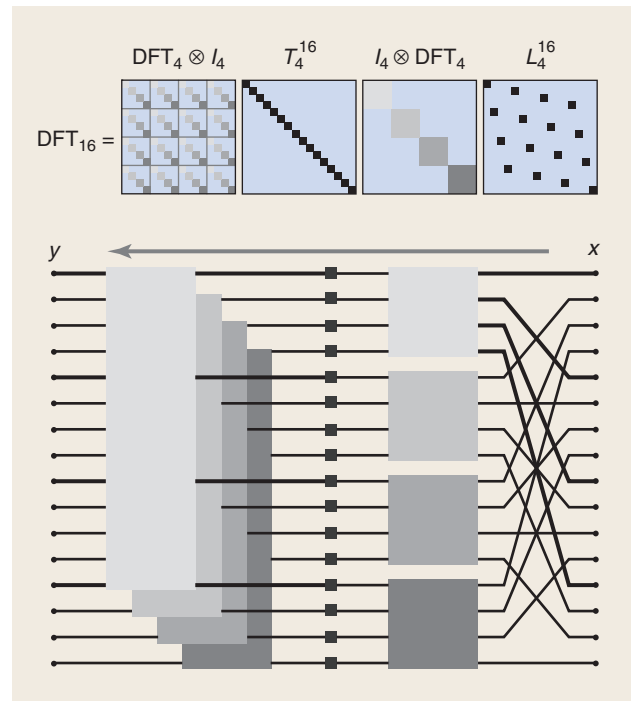 DFT₄ ⊗ I₄ T₄¹⁶ I₄ ⊗ DFT₄ L₄¹⁶
DFT₁₆ =
y x